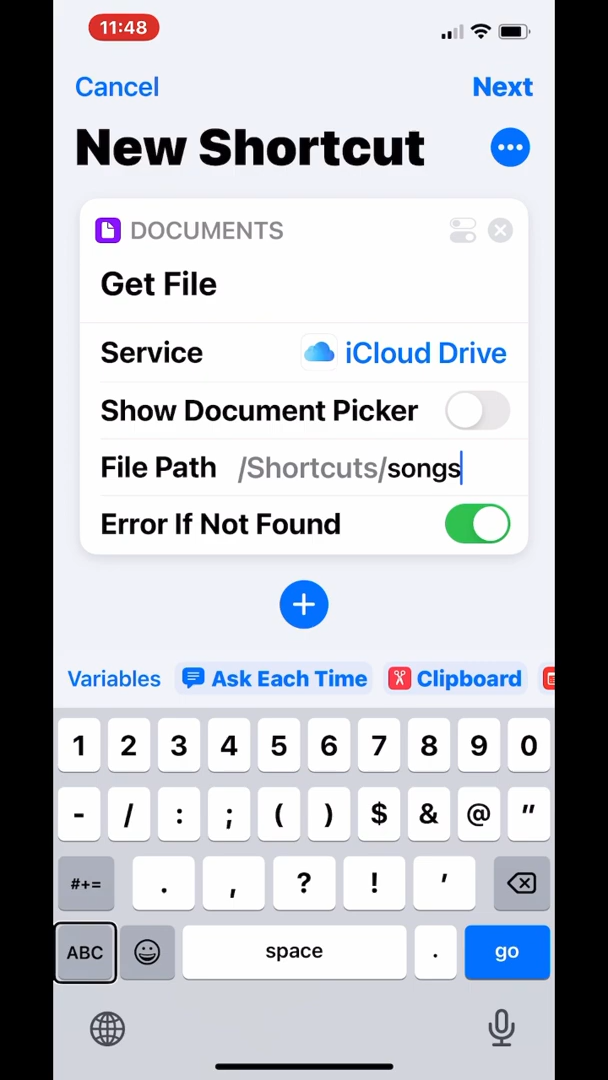 11:48
Cancel
Next
New Shortcut
DOCUMENTS
Get File
Service
iCloud Drive
Show Document Picker
File Path /Shortcuts/songs
Error If Not Found
Variables
Ask Each Time
Clipboard
1 2 3 4 5 6 7 8 9 0
- / : ; ( ) $ & @ "
#+= . , ? ! ’
ABC space . go